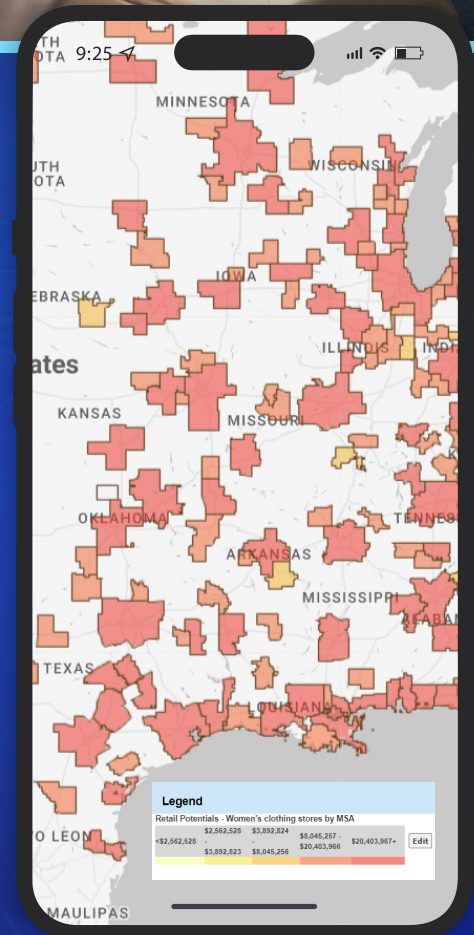 TH
OTA
9:25
MINNESOTA
WISCONSIN
UTH
OTA
IOWA
EBRASKA
ILLINOIS
INDI
ates
KANSAS
MISSOURI
K
OKLAHOMA
TENNES
ARKANSAS
MISSISSIPPI
ALABAM
TEXAS
LOUISIANA
Legend
Retail Potentials - Women's clothing stores by MSA
<$2,562,528 $2,562,528 - $3,892,823 $3,892,824 - $8,045,256 $8,045,257 - $20,403,966 $20,403,967+ Edit
O LEÓN
MAULIPAS